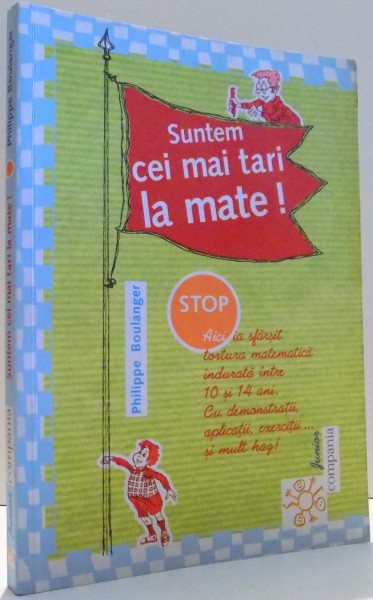 Suntem
cei mai tari
la mate !
STOP
Aici ia sfârșit
tortura matematică
îndurată între
10 și 14 ani.
Cu demonstrații,
aplicații, exerciții...
și mult haz!
Philippe Boulanger
Junior
compania
Philippe Boulanger
Suntem cei mai tari la mate !
compania